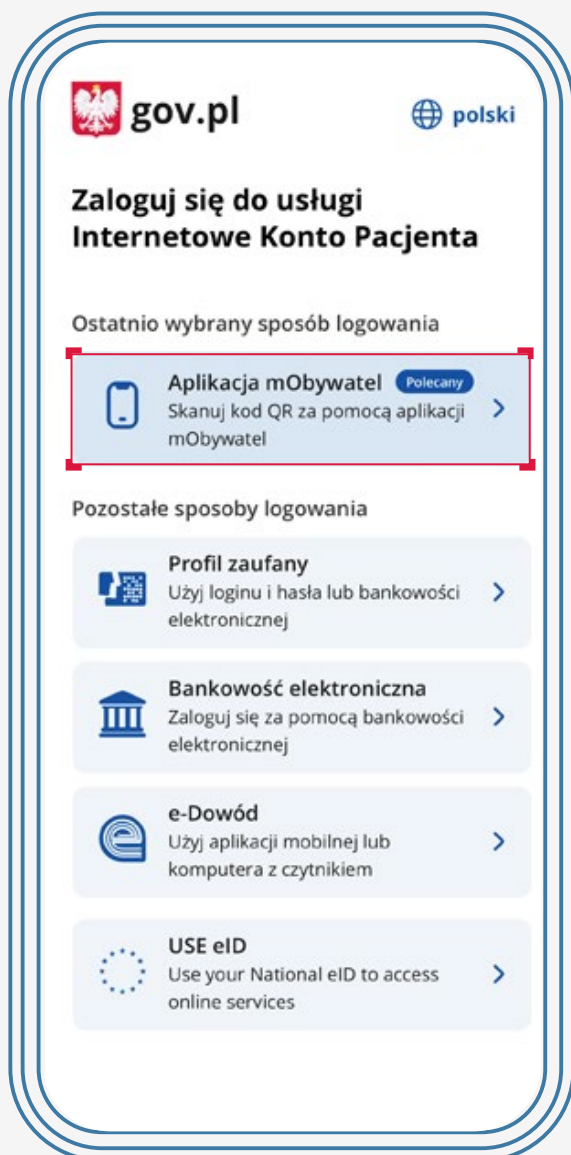 gov.pl
polski
Zaloguj się do usługi
Internetowe Konto Pacjenta
Ostatnio wybrany sposób logowania
Aplikacja mObywatel Polecany
Skanuj kod QR za pomocą aplikacji
mObywatel
Pozostałe sposoby logowania
Profil zaufany
Użyj loginu i hasła lub bankowości
elektronicznej
Bankowość elektroniczna
Zaloguj się za pomocą bankowości
elektronicznej
e-Dowód
Użyj aplikacji mobilnej lub
komputera z czytnikiem
USE eID
Use your National eID to access
online services